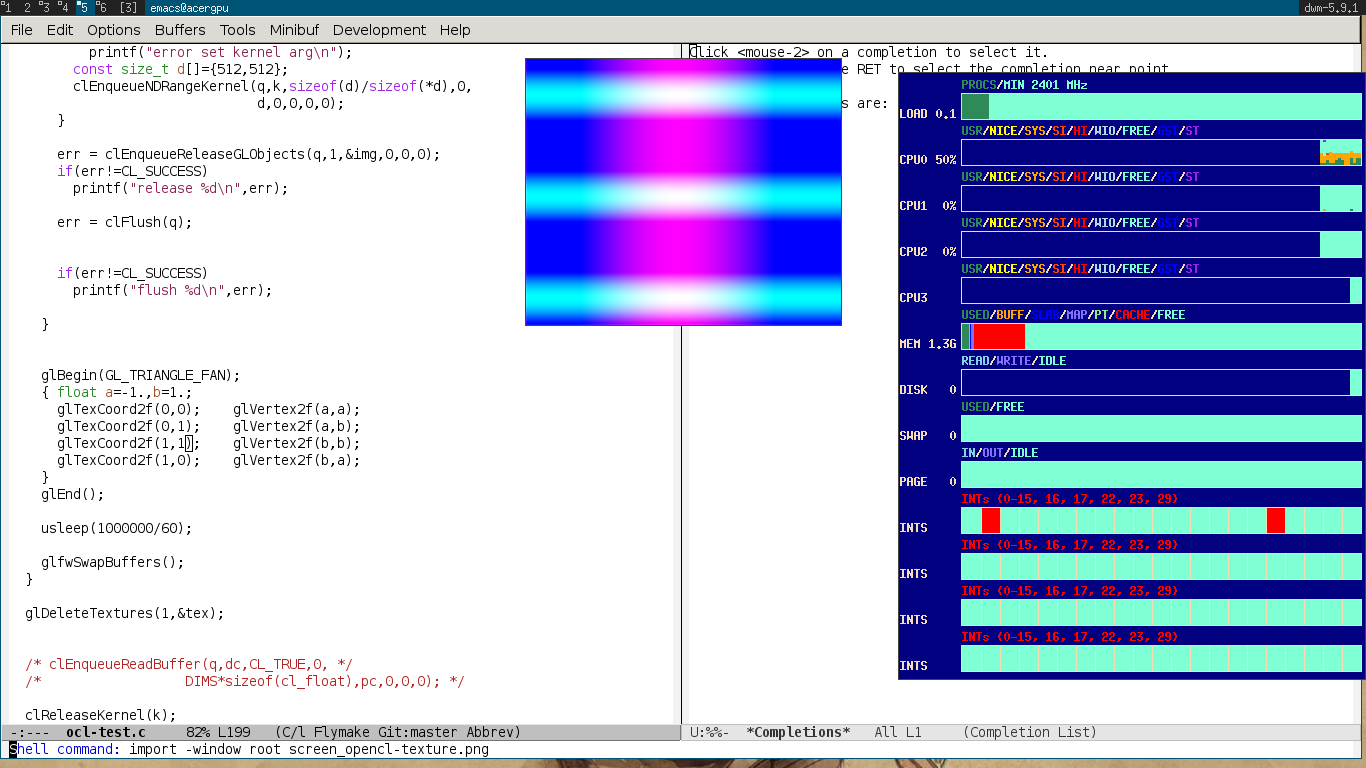 1 2 3 4 5 6 [3] emacs@acergpu dwm-5.9.1
File Edit Options Buffers Tools Minibuf Development Help
printf("error set kernel arg\n");
const size_t d[]={512,512};
clEnqueueNDRangeKernel(q,k,sizeof(d)/sizeof(*d),0,
d,0,0,0,0);
}
err = clEnqueueReleaseGLObjects(q,1,&img,0,0,0);
if(err!=CL_SUCCESS)
printf("release %d\n",err);
err = clFlush(q);
if(err!=CL_SUCCESS)
printf("flush %d\n",err);
}
glBegin(GL_TRIANGLE_FAN);
{ float a=-1.,b=1.;
glTexCoord2f(0,0); glVertex2f(a,a);
glTexCoord2f(0,1); glVertex2f(a,b);
glTexCoord2f(1,1); glVertex2f(b,b);
glTexCoord2f(1,0); glVertex2f(b,a);
}
glEnd();
usleep(1000000/60);
glfwSwapBuffers();
}
glDeleteTextures(1,&tex);
/* clEnqueueReadBuffer(q,dc,CL_TRUE,0, */
/* DIMS*sizeof(cl_float),pc,0,0,0); */
clReleaseKernel(k);
-:--- ocl-test.c 82% L199 (C/l Flymake Git:master Abbrev)
Shell command: import -window root screen_opencl-texture.png
Click <mouse-2> on a completion to select it.
e RET to select the completion near point
s are:
U:%%- *Completions* All L1 (Completion List)
PROCS/MIN 2401 MHz
LOAD 0.1
USR/NICE/SYS/SI/HI/WIO/FREE/GST/ST
CPU0 50%
USR/NICE/SYS/SI/HI/WIO/FREE/GST/ST
CPU1 0%
USR/NICE/SYS/SI/HI/WIO/FREE/GST/ST
CPU2 0%
USR/NICE/SYS/SI/HI/WIO/FREE/GST/ST
CPU3
USED/BUFF/SLAB/MAP/PT/CACHE/FREE
MEM 1.3G
READ/WRITE/IDLE
DISK 0
USED/FREE
SWAP 0
IN/OUT/IDLE
PAGE 0
INTs (0-15, 16, 17, 22, 23, 29)
INTS
INTs (0-15, 16, 17, 22, 23, 29)
INTS
INTs (0-15, 16, 17, 22, 23, 29)
INTS
INTs (0-15, 16, 17, 22, 23, 29)
INTS